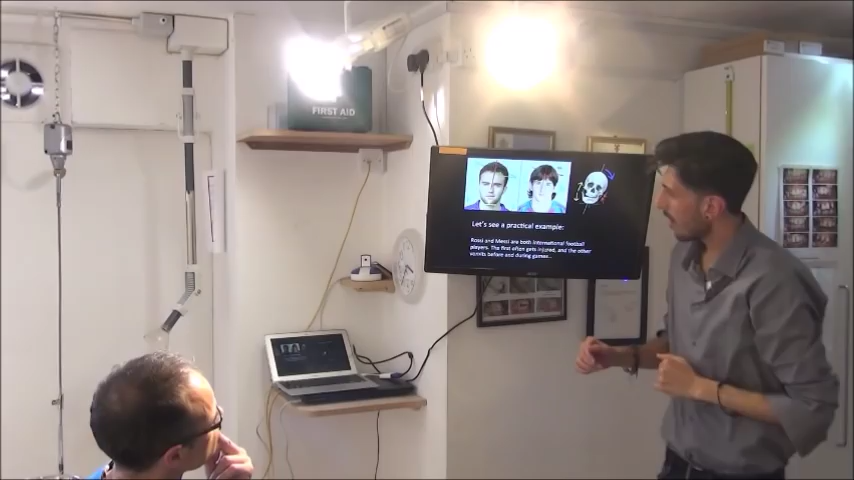 FIRST AID
Let's see a practical example:
Rossi and Messi are both international football
players. The first often gets injured, and the other
vomits before and during games...